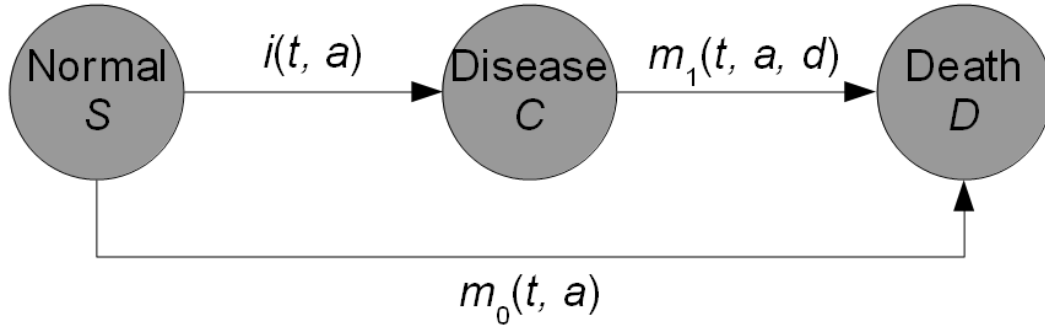 Normal
S
i(t, a)
Disease
C
m₁(t, a, d)
Death
D
m₀(t, a)